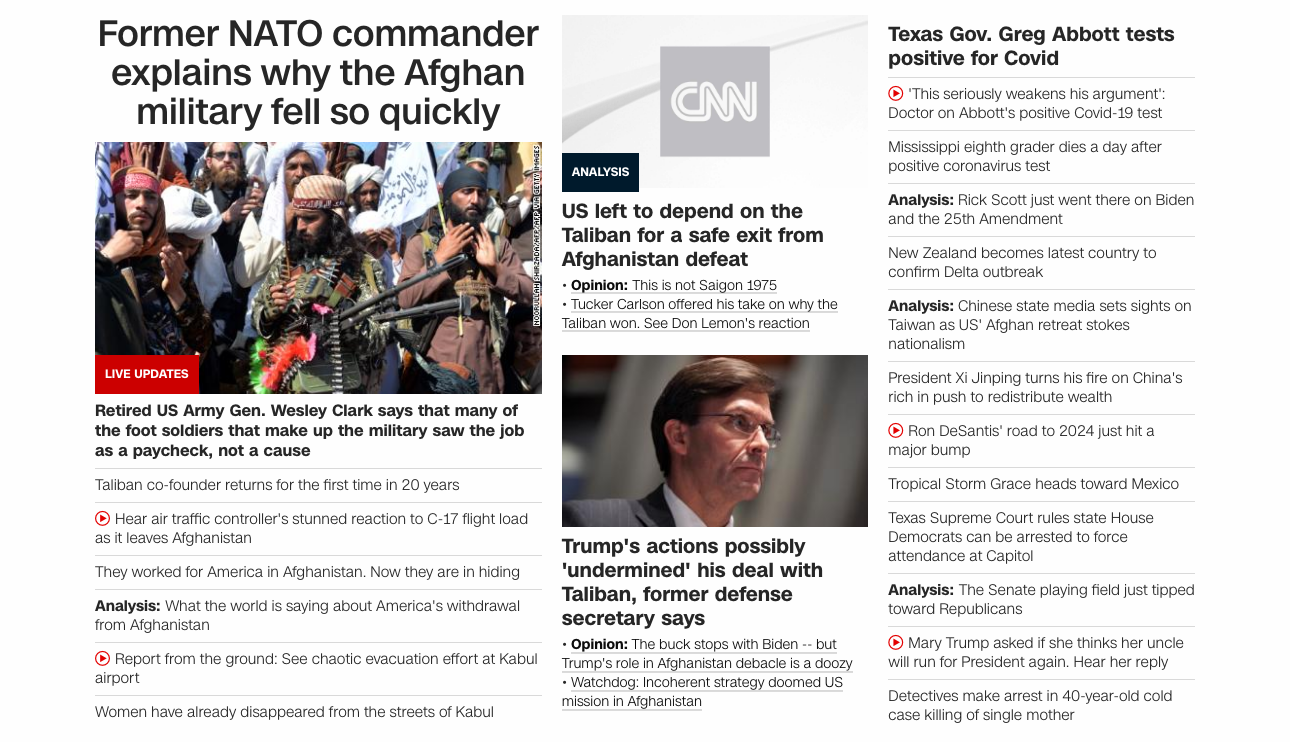 Former NATO commander
explains why the Afghan
military fell so quickly
NOORULLAH SHIRZADA/AFP/AFP VIA GETTY IMAGES
LIVE UPDATES
Retired US Army Gen. Wesley Clark says that many of
the foot soldiers that make up the military saw the job
as a paycheck, not a cause
Taliban co-founder returns for the first time in 20 years
Hear air traffic controller's stunned reaction to C-17 flight load
as it leaves Afghanistan
They worked for America in Afghanistan. Now they are in hiding
Analysis: What the world is saying about America's withdrawal
from Afghanistan
Report from the ground: See chaotic evacuation effort at Kabul
airport
Women have already disappeared from the streets of Kabul
CNN
ANALYSIS
US left to depend on the
Taliban for a safe exit from
Afghanistan defeat
• Opinion: This is not Saigon 1975
• Tucker Carlson offered his take on why the
Taliban won. See Don Lemon's reaction
Trump's actions possibly
'undermined' his deal with
Taliban, former defense
secretary says
• Opinion: The buck stops with Biden -- but
Trump's role in Afghanistan debacle is a doozy
• Watchdog: Incoherent strategy doomed US
mission in Afghanistan
Texas Gov. Greg Abbott tests
positive for Covid
'This seriously weakens his argument':
Doctor on Abbott's positive Covid-19 test
Mississippi eighth grader dies a day after
positive coronavirus test
Analysis: Rick Scott just went there on Biden
and the 25th Amendment
New Zealand becomes latest country to
confirm Delta outbreak
Analysis: Chinese state media sets sights on
Taiwan as US' Afghan retreat stokes
nationalism
President Xi Jinping turns his fire on China's
rich in push to redistribute wealth
Ron DeSantis' road to 2024 just hit a
major bump
Tropical Storm Grace heads toward Mexico
Texas Supreme Court rules state House
Democrats can be arrested to force
attendance at Capitol
Analysis: The Senate playing field just tipped
toward Republicans
Mary Trump asked if she thinks her uncle
will run for President again. Hear her reply
Detectives make arrest in 40-year-old cold
case killing of single mother